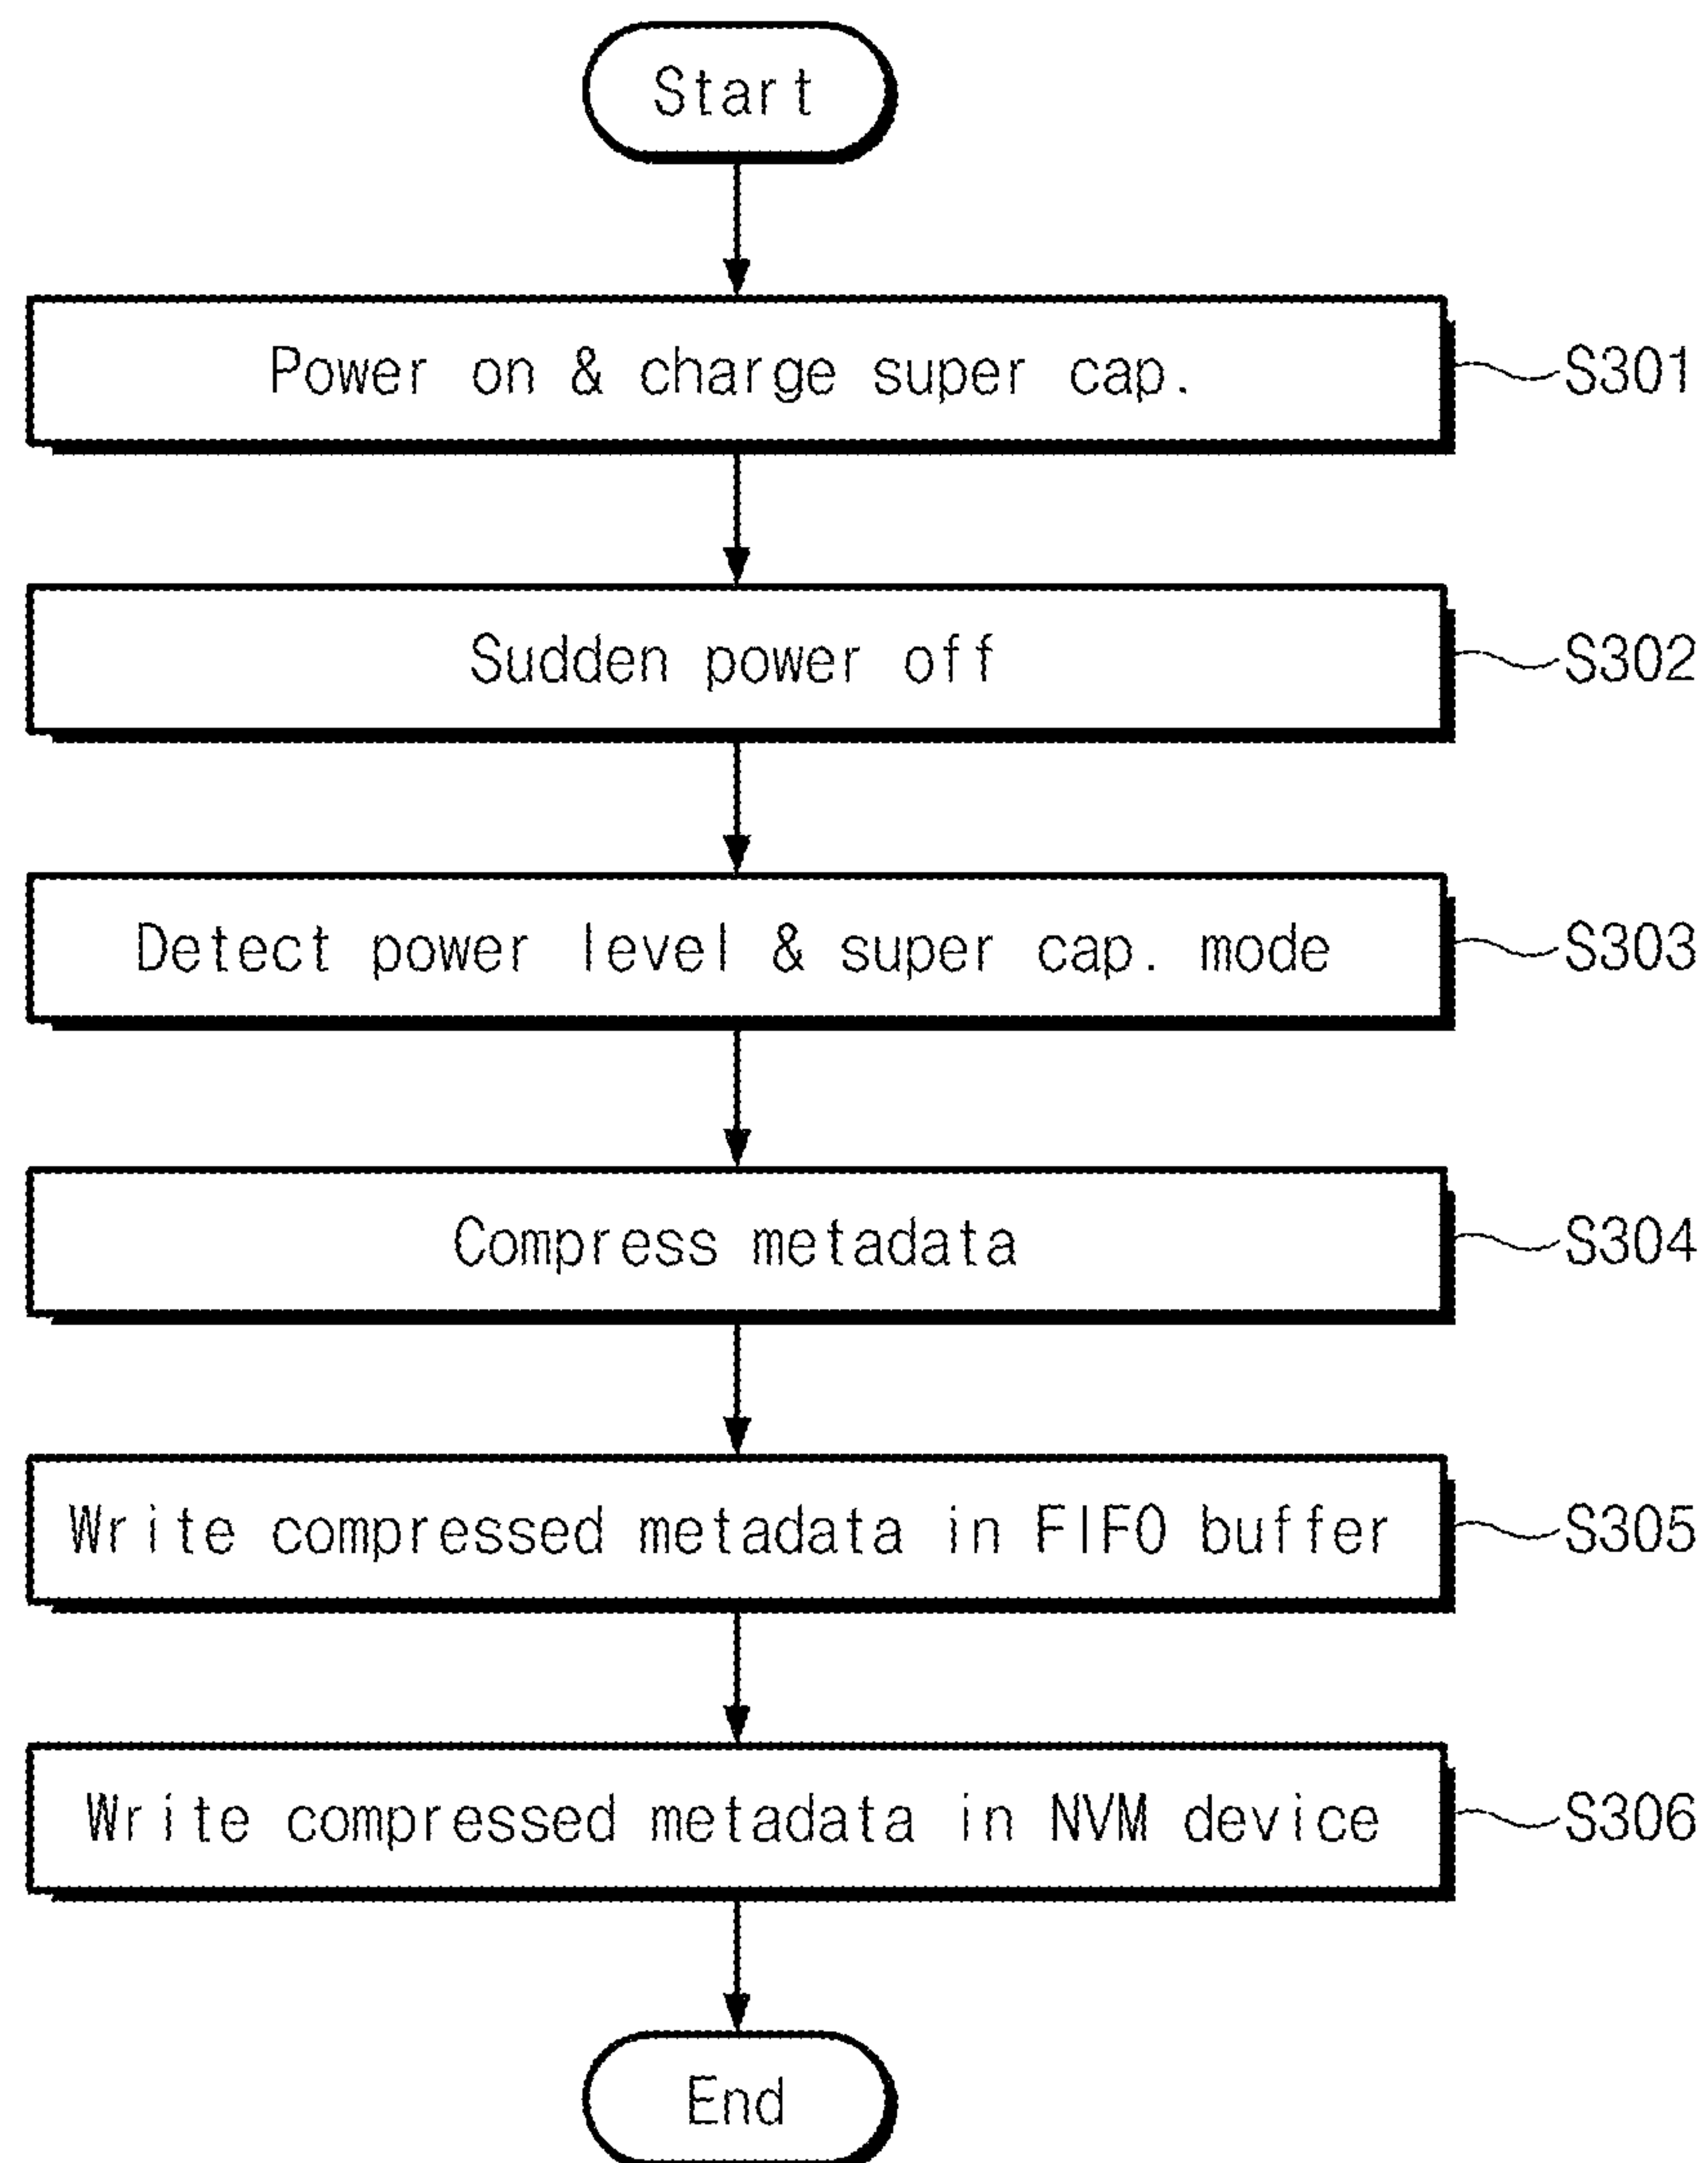 Start
Power on & charge super cap.
S301
Sudden power off
S302
Detect power level & super cap. mode
S303
Compress metadata
S304
Write compressed metadata in FIFO buffer
S305
Write compressed metadata in NVM device
S306
End